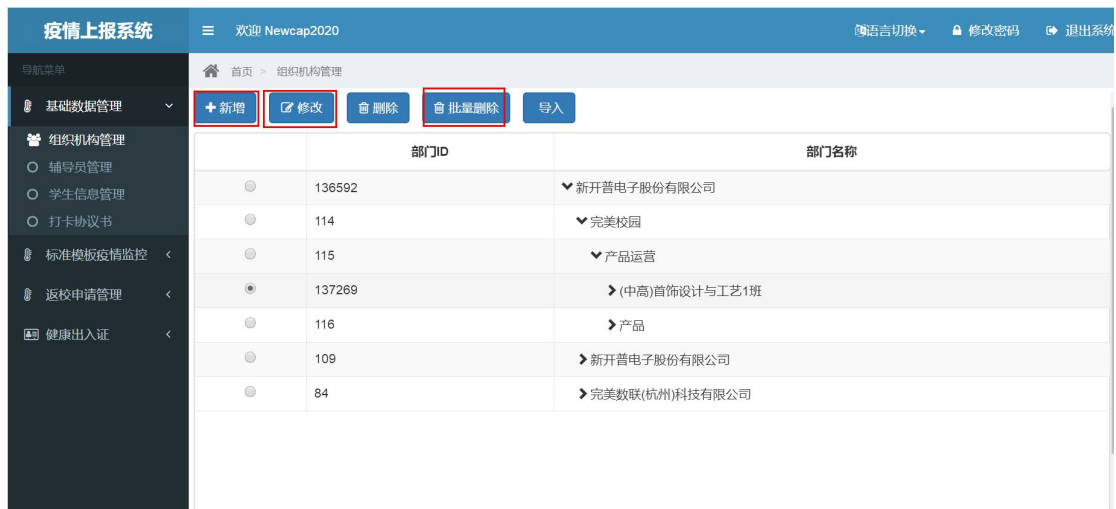 疫情上报系统 欢迎 Newcap2020 语言切换 修改密码 退出系统
导航菜单 首页 > 组织机构管理
基础数据管理 新增 修改 删除 批量删除 导入
组织机构管理 部门ID 部门名称
辅导员管理
学生信息管理 136592 新开普电子股份有限公司
打卡协议书 114 完美校园
标准模板疫情监控 115 产品运营
返校申请管理 137269 (中高)首饰设计与工艺1班
健康出入证 116 产品
109 新开普电子股份有限公司
84 完美数联(杭州)科技有限公司